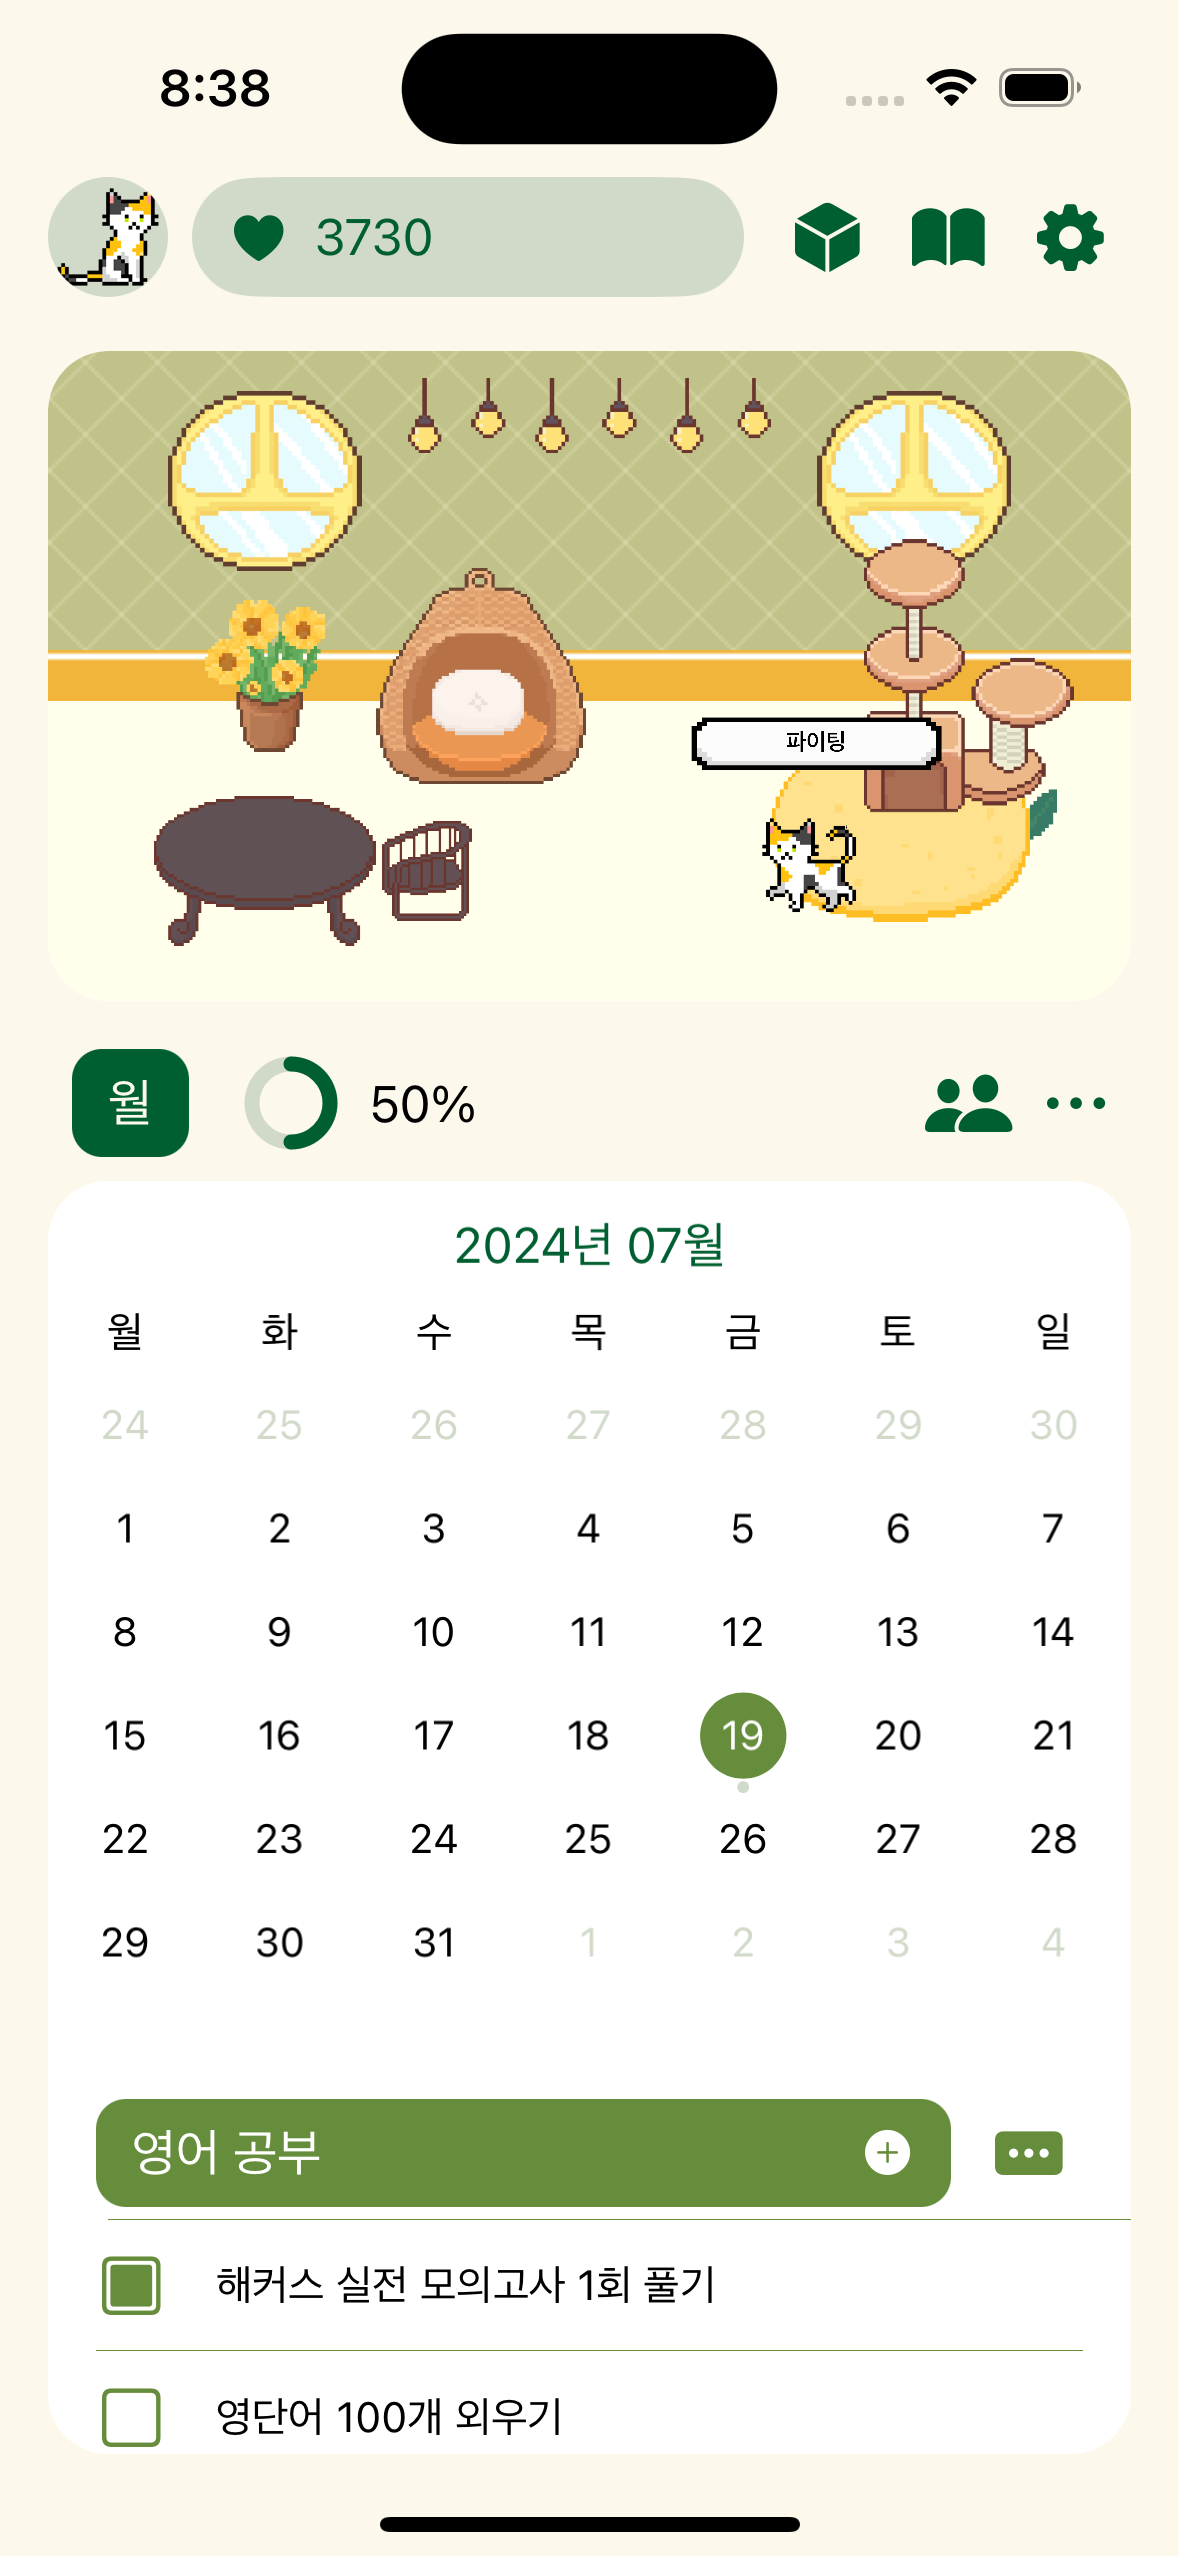 8:38
3730
파이팅
월 50%
2024년 07월
월 화 수 목 금 토 일
24 25 26 27 28 29 30
1 2 3 4 5 6 7
8 9 10 11 12 13 14
15 16 17 18 19 20 21
22 23 24 25 26 27 28
29 30 31 1 2 3 4
영어 공부
해커스 실전 모의고사 1회 풀기
영단어 100개 외우기